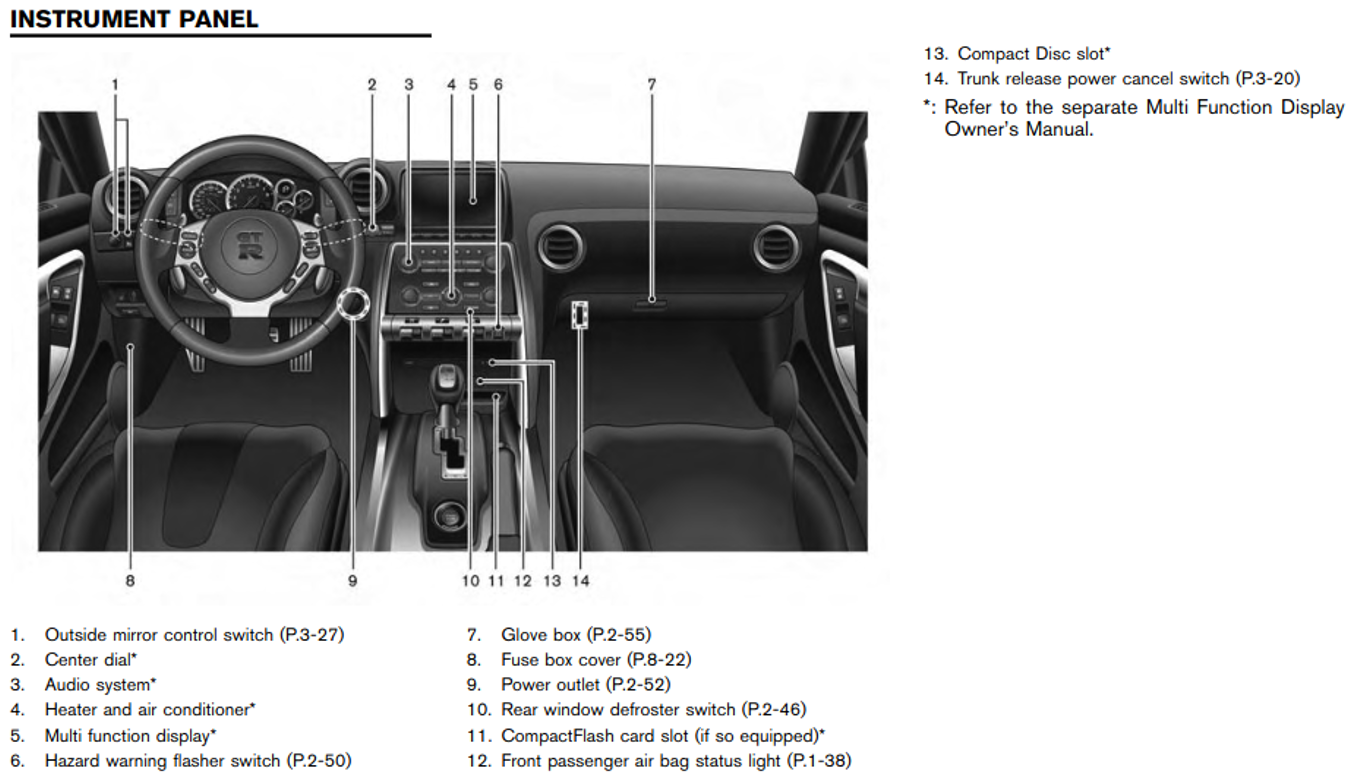 INSTRUMENT PANEL
1
2
3
4
5
6
7
GT
R
8
9
10
11
12
13
14
1. Outside mirror control switch (P.3-27)
2. Center dial*
3. Audio system*
4. Heater and air conditioner*
5. Multi function display*
6. Hazard warning flasher switch (P.2-50)
7. Glove box (P.2-55)
8. Fuse box cover (P.8-22)
9. Power outlet (P.2-52)
10. Rear window defroster switch (P.2-46)
11. CompactFlash card slot (if so equipped)*
12. Front passenger air bag status light (P.1-38)
13. Compact Disc slot*
14. Trunk release power cancel switch (P.3-20)
*: Refer to the separate Multi Function Display
Owner's Manual.